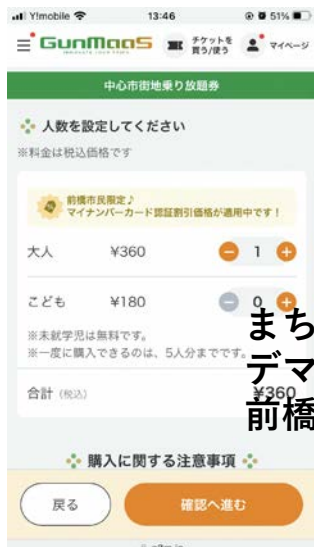 Y!mobile 13:46 51%
GunMaaS チケットを
買う/使う マイページ
中心市街地乗り放題券
人数を設定してください
※料金は税込価格です
前橋市民限定♪
マイナンバーカード認証割引価格が適用中です！
大人 ¥360 1
こども ¥180 0
※未就学児は無料です。
※一度に購入できるのは、5人分までです。
まち
デマ
合計（税込） ¥360
前橋
購入に関する注意事項
戻る 確認へ進む